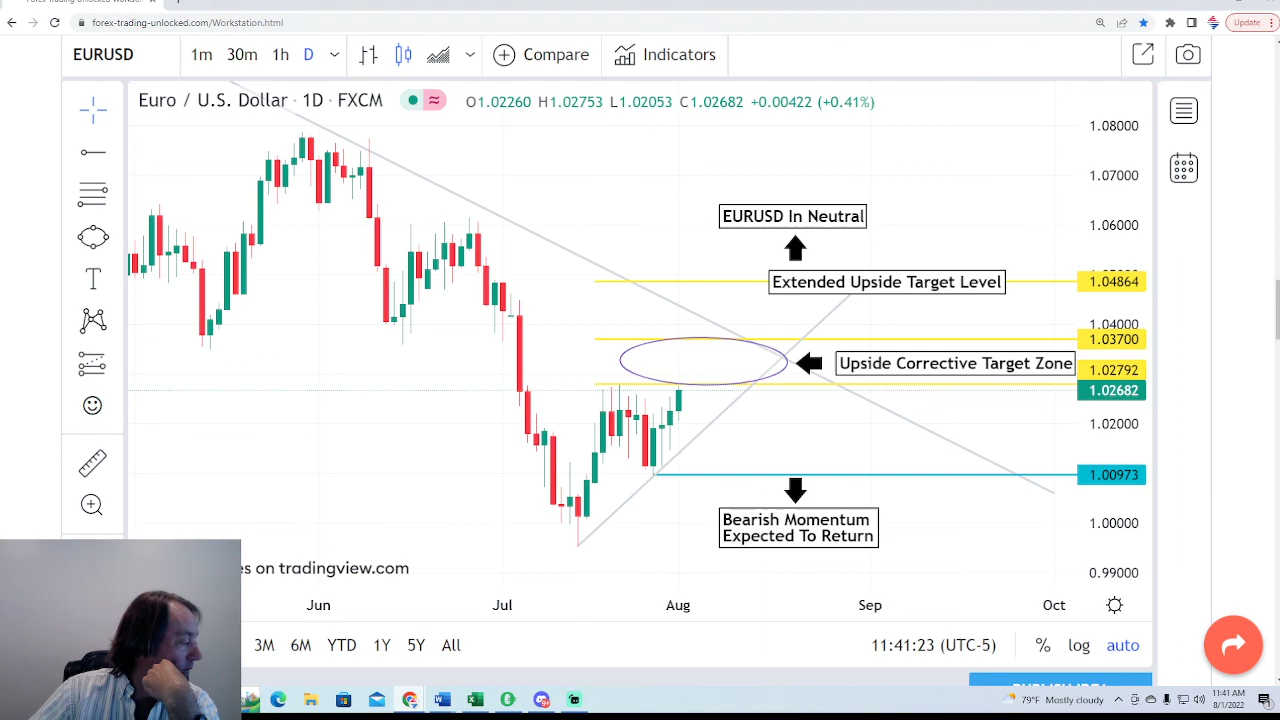 forex-trading-unlocked.com/Workstation.html
Update
EURUSD
1m 30m 1h D
Compare
Indicators
Euro / U.S. Dollar · 1D · FXCM
≈
O1.02260 H1.02753 L1.02053 C1.02682 +0.00422 (+0.41%)
1.08000
1.07000
1.06000
1.04864
1.04000
1.03700
1.02792
1.02682
1.02000
1.00973
1.00000
0.99000
EURUSD In Neutral
Extended Upside Target Level
Upside Corrective Target Zone
Bearish Momentum
Expected To Return
T
es on tradingview.com
Jun Jul Aug Sep Oct
3M 6M YTD 1Y 5Y All
11:41:23 (UTC-5)
% log auto
79°F Mostly cloudy
11:41 AM
8/1/2022